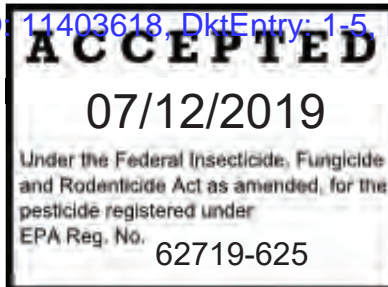 : 11403618, DktEntry: 1-5,
ACCEPTED
07/12/2019
Under the Federal Insecticide, Fungicide
and Rodenticide Act as amended, for the
pesticide registered under
EPA Reg. No.
62719-625